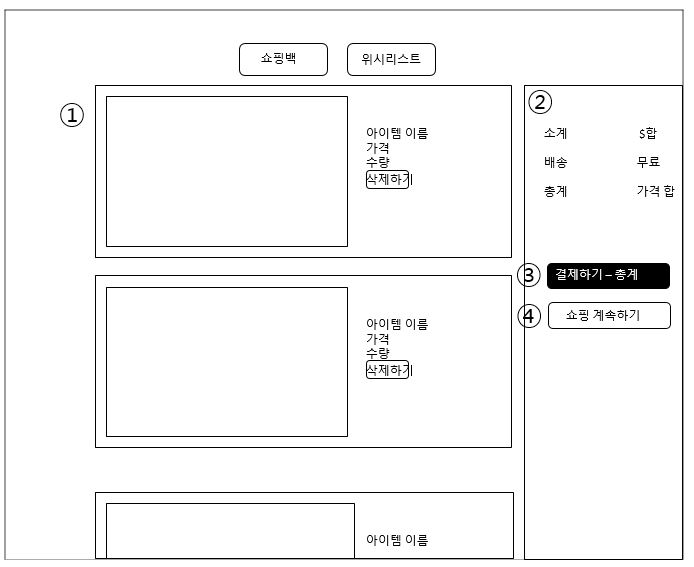 쇼핑백
위시리스트
①
아이템 이름
가격
수량
삭제하기
②
소계 $합
배송 무료
총계 가격 합
③ 결제하기 – 총계
④ 쇼핑 계속하기
아이템 이름
가격
수량
삭제하기
아이템 이름